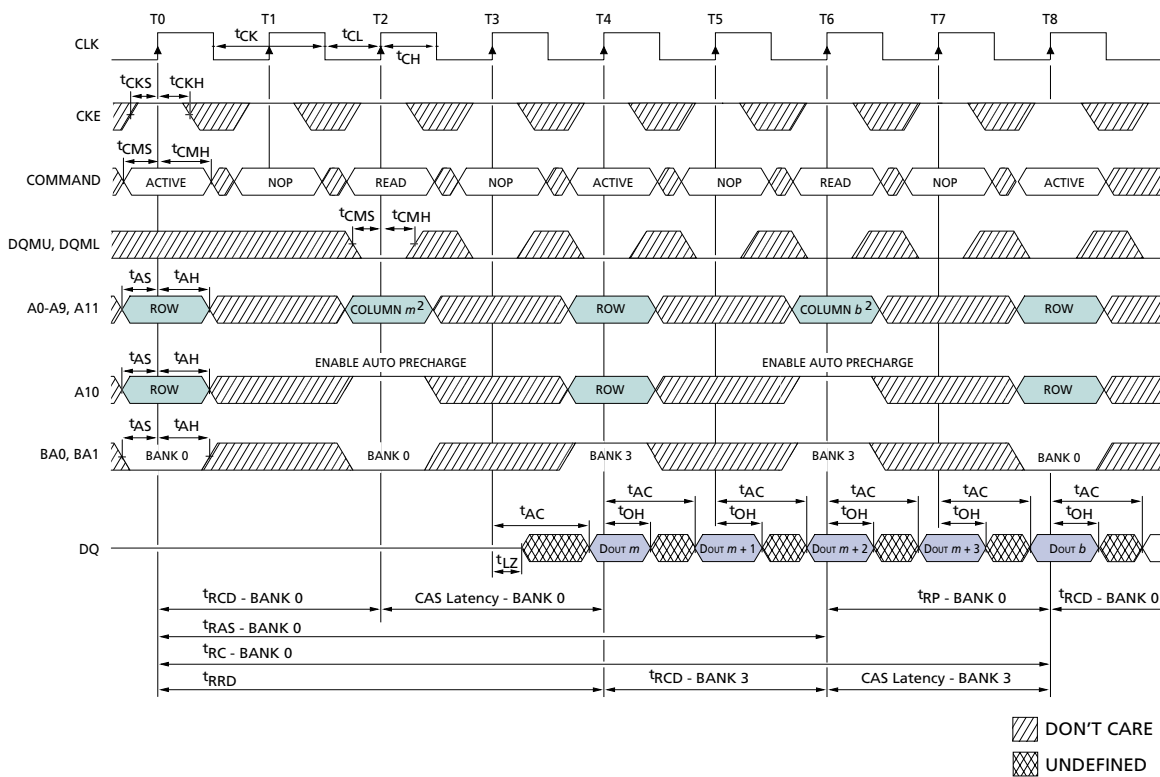 T0 T1 T2 T3 T4 T5 T6 T7 T8
CLK
tCK tCL tCH
tCKS tCKH
CKE
tCMS tCMH
COMMAND ACTIVE NOP READ NOP ACTIVE NOP READ NOP ACTIVE
tCMS tCMH
DQMU, DQML
tAS tAH
A0-A9, A11 ROW COLUMN m2 ROW COLUMN b2 ROW
tAS tAH ENABLE AUTO PRECHARGE ENABLE AUTO PRECHARGE
A10 ROW ROW ROW
tAS tAH
BA0, BA1 BANK 0 BANK 0 BANK 3 BANK 3 BANK 0
tAC tAC tAC tAC tAC tAC
tOH tOH tOH tOH tOH
DQ DOUT m DOUT m + 1 DOUT m + 2 DOUT m + 3 DOUT b
tLZ
tRCD - BANK 0 CAS Latency - BANK 0 tRP - BANK 0 tRCD - BANK 0
tRAS - BANK 0
tRC - BANK 0
tRRD tRCD - BANK 3 CAS Latency - BANK 3
DON'T CARE
UNDEFINED